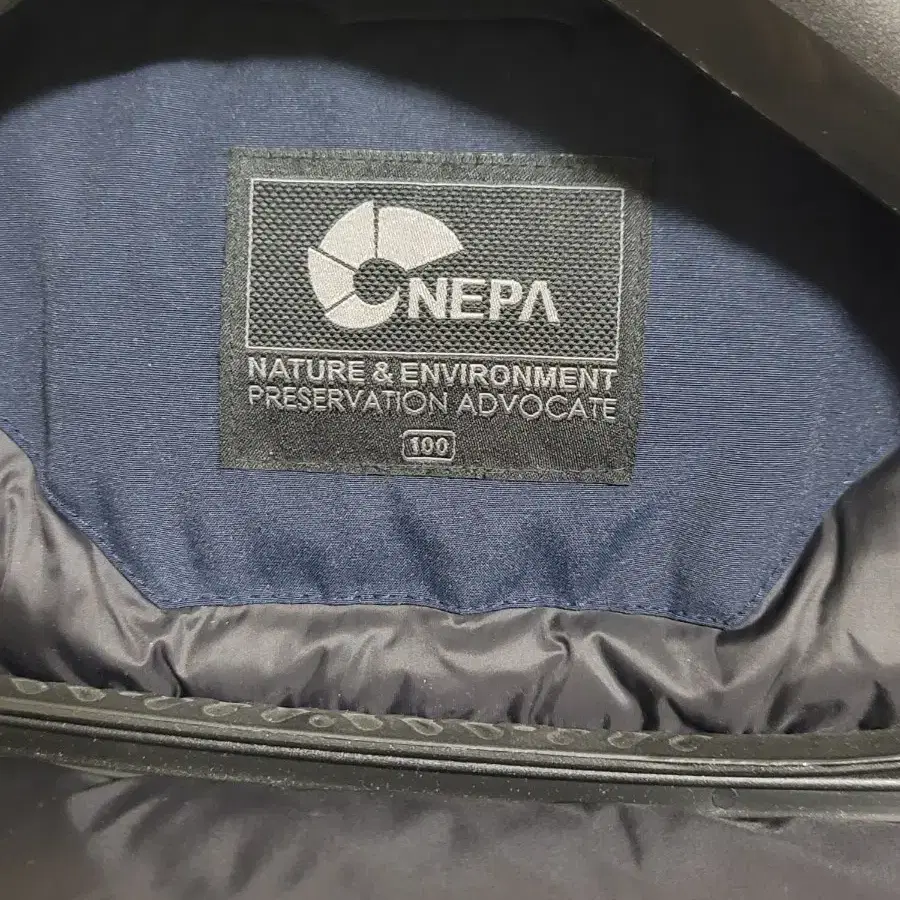 NEPA
NATURE & ENVIRONMENT
PRESERVATION ADVOCATE
100